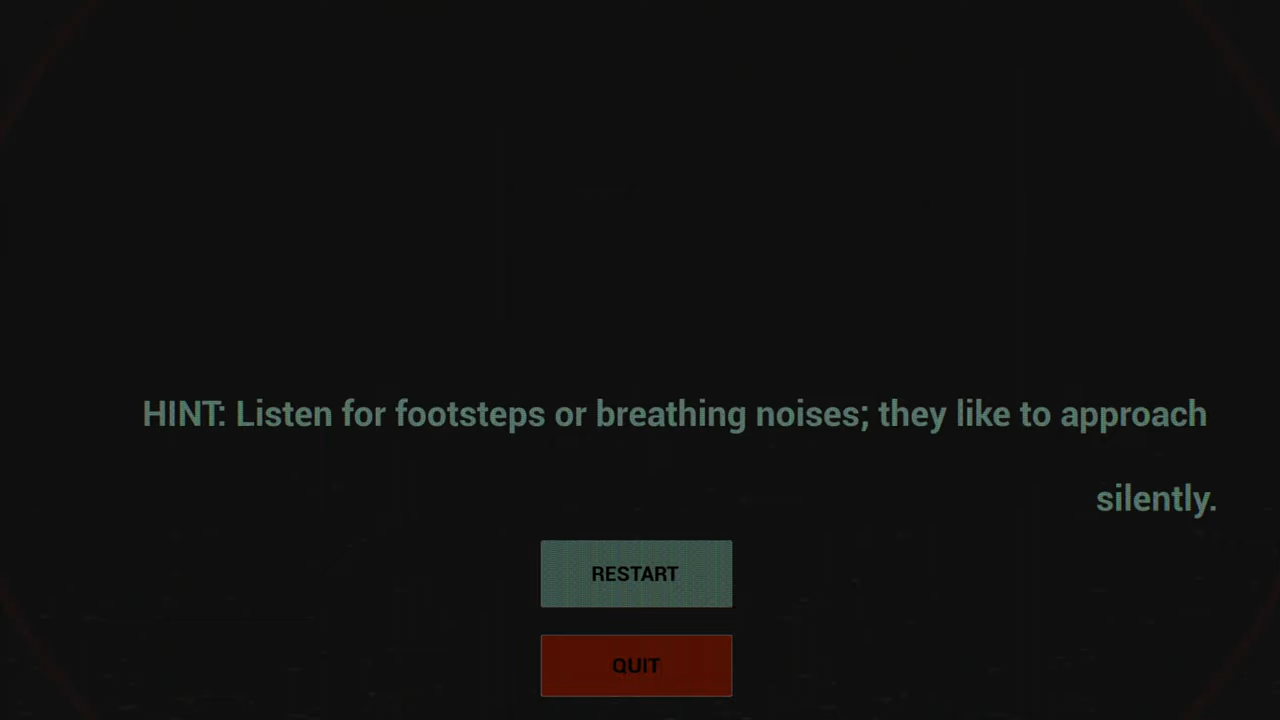 HINT: Listen for footsteps or breathing noises; they like to approach
silently.
RESTART
QUIT